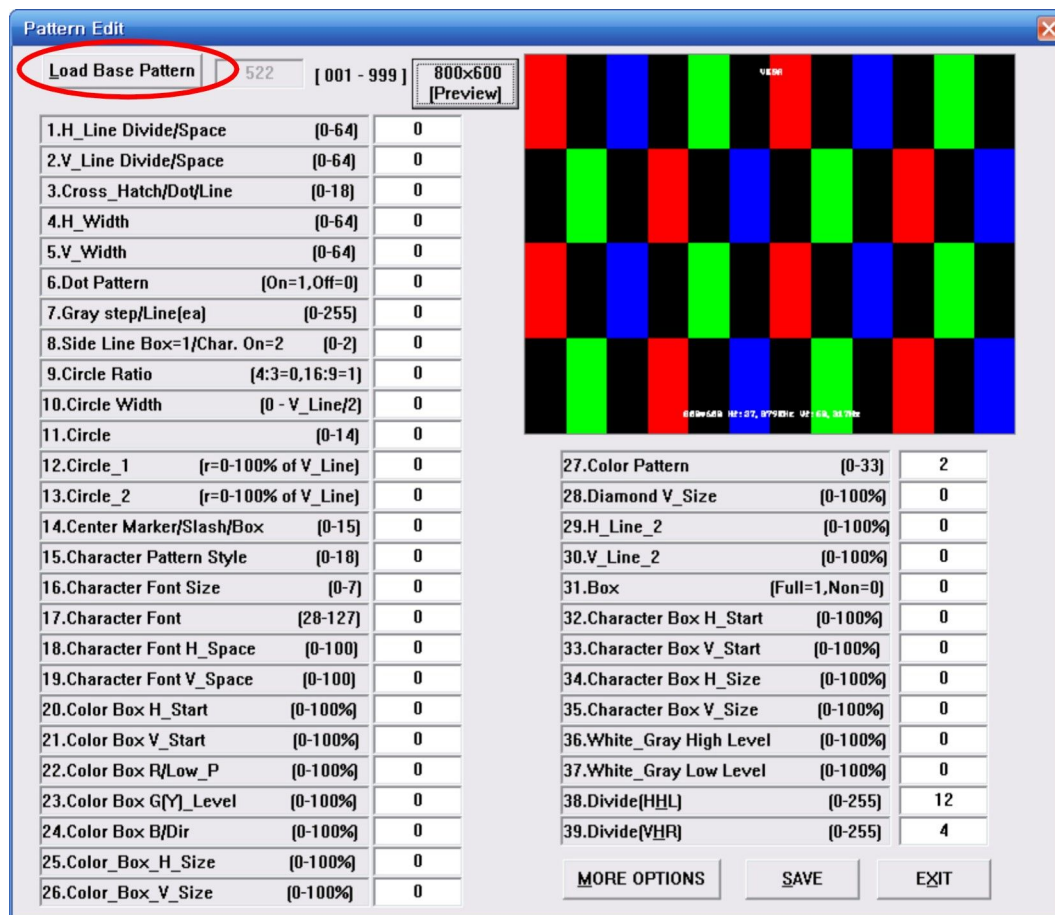 Pattern Edit
Load Base Pattern 522 [ 001 - 999 ] 800x600
[Preview]
1.H_Line Divide/Space (0-64) 0
2.V_Line Divide/Space (0-64) 0
3.Cross_Hatch/Dot/Line (0-18) 0
4.H_Width (0-64) 0
5.V_Width (0-64) 0
6.Dot Pattern (On=1,Off=0) 0
7.Gray step/Line(ea) (0-255) 0
8.Side Line Box=1/Char. On=2 (0-2) 0
9.Circle Ratio (4:3=0,16:9=1) 0
10.Circle Width (0 - V_Line/2) 0
11.Circle (0-14) 0
12.Circle_1 (r=0-100% of V_Line) 0
13.Circle_2 (r=0-100% of V_Line) 0
14.Center Marker/Slash/Box (0-15) 0
15.Character Pattern Style (0-18) 0
16.Character Font Size (0-7) 0
17.Character Font (28-127) 0
18.Character Font H_Space (0-100) 0
19.Character Font V_Space (0-100) 0
20.Color Box H_Start (0-100%) 0
21.Color Box V_Start (0-100%) 0
22.Color Box R/Low_P (0-100%) 0
23.Color Box G(Y)_Level (0-100%) 0
24.Color Box B/Dir (0-100%) 0
25.Color_Box_H_Size (0-100%) 0
26.Color_Box_V_Size (0-100%) 0
27.Color Pattern (0-33) 2
28.Diamond V_Size (0-100%) 0
29.H_Line_2 (0-100%) 0
30.V_Line_2 (0-100%) 0
31.Box (Full=1,Non=0) 0
32.Character Box H_Start (0-100%) 0
33.Character Box V_Start (0-100%) 0
34.Character Box H_Size (0-100%) 0
35.Character Box V_Size (0-100%) 0
36.White_Gray High Level (0-100%) 0
37.White_Gray Low Level (0-100%) 0
38.Divide(HHL) (0-255) 12
39.Divide(VHR) (0-255) 4
MORE OPTIONS SAVE EXIT